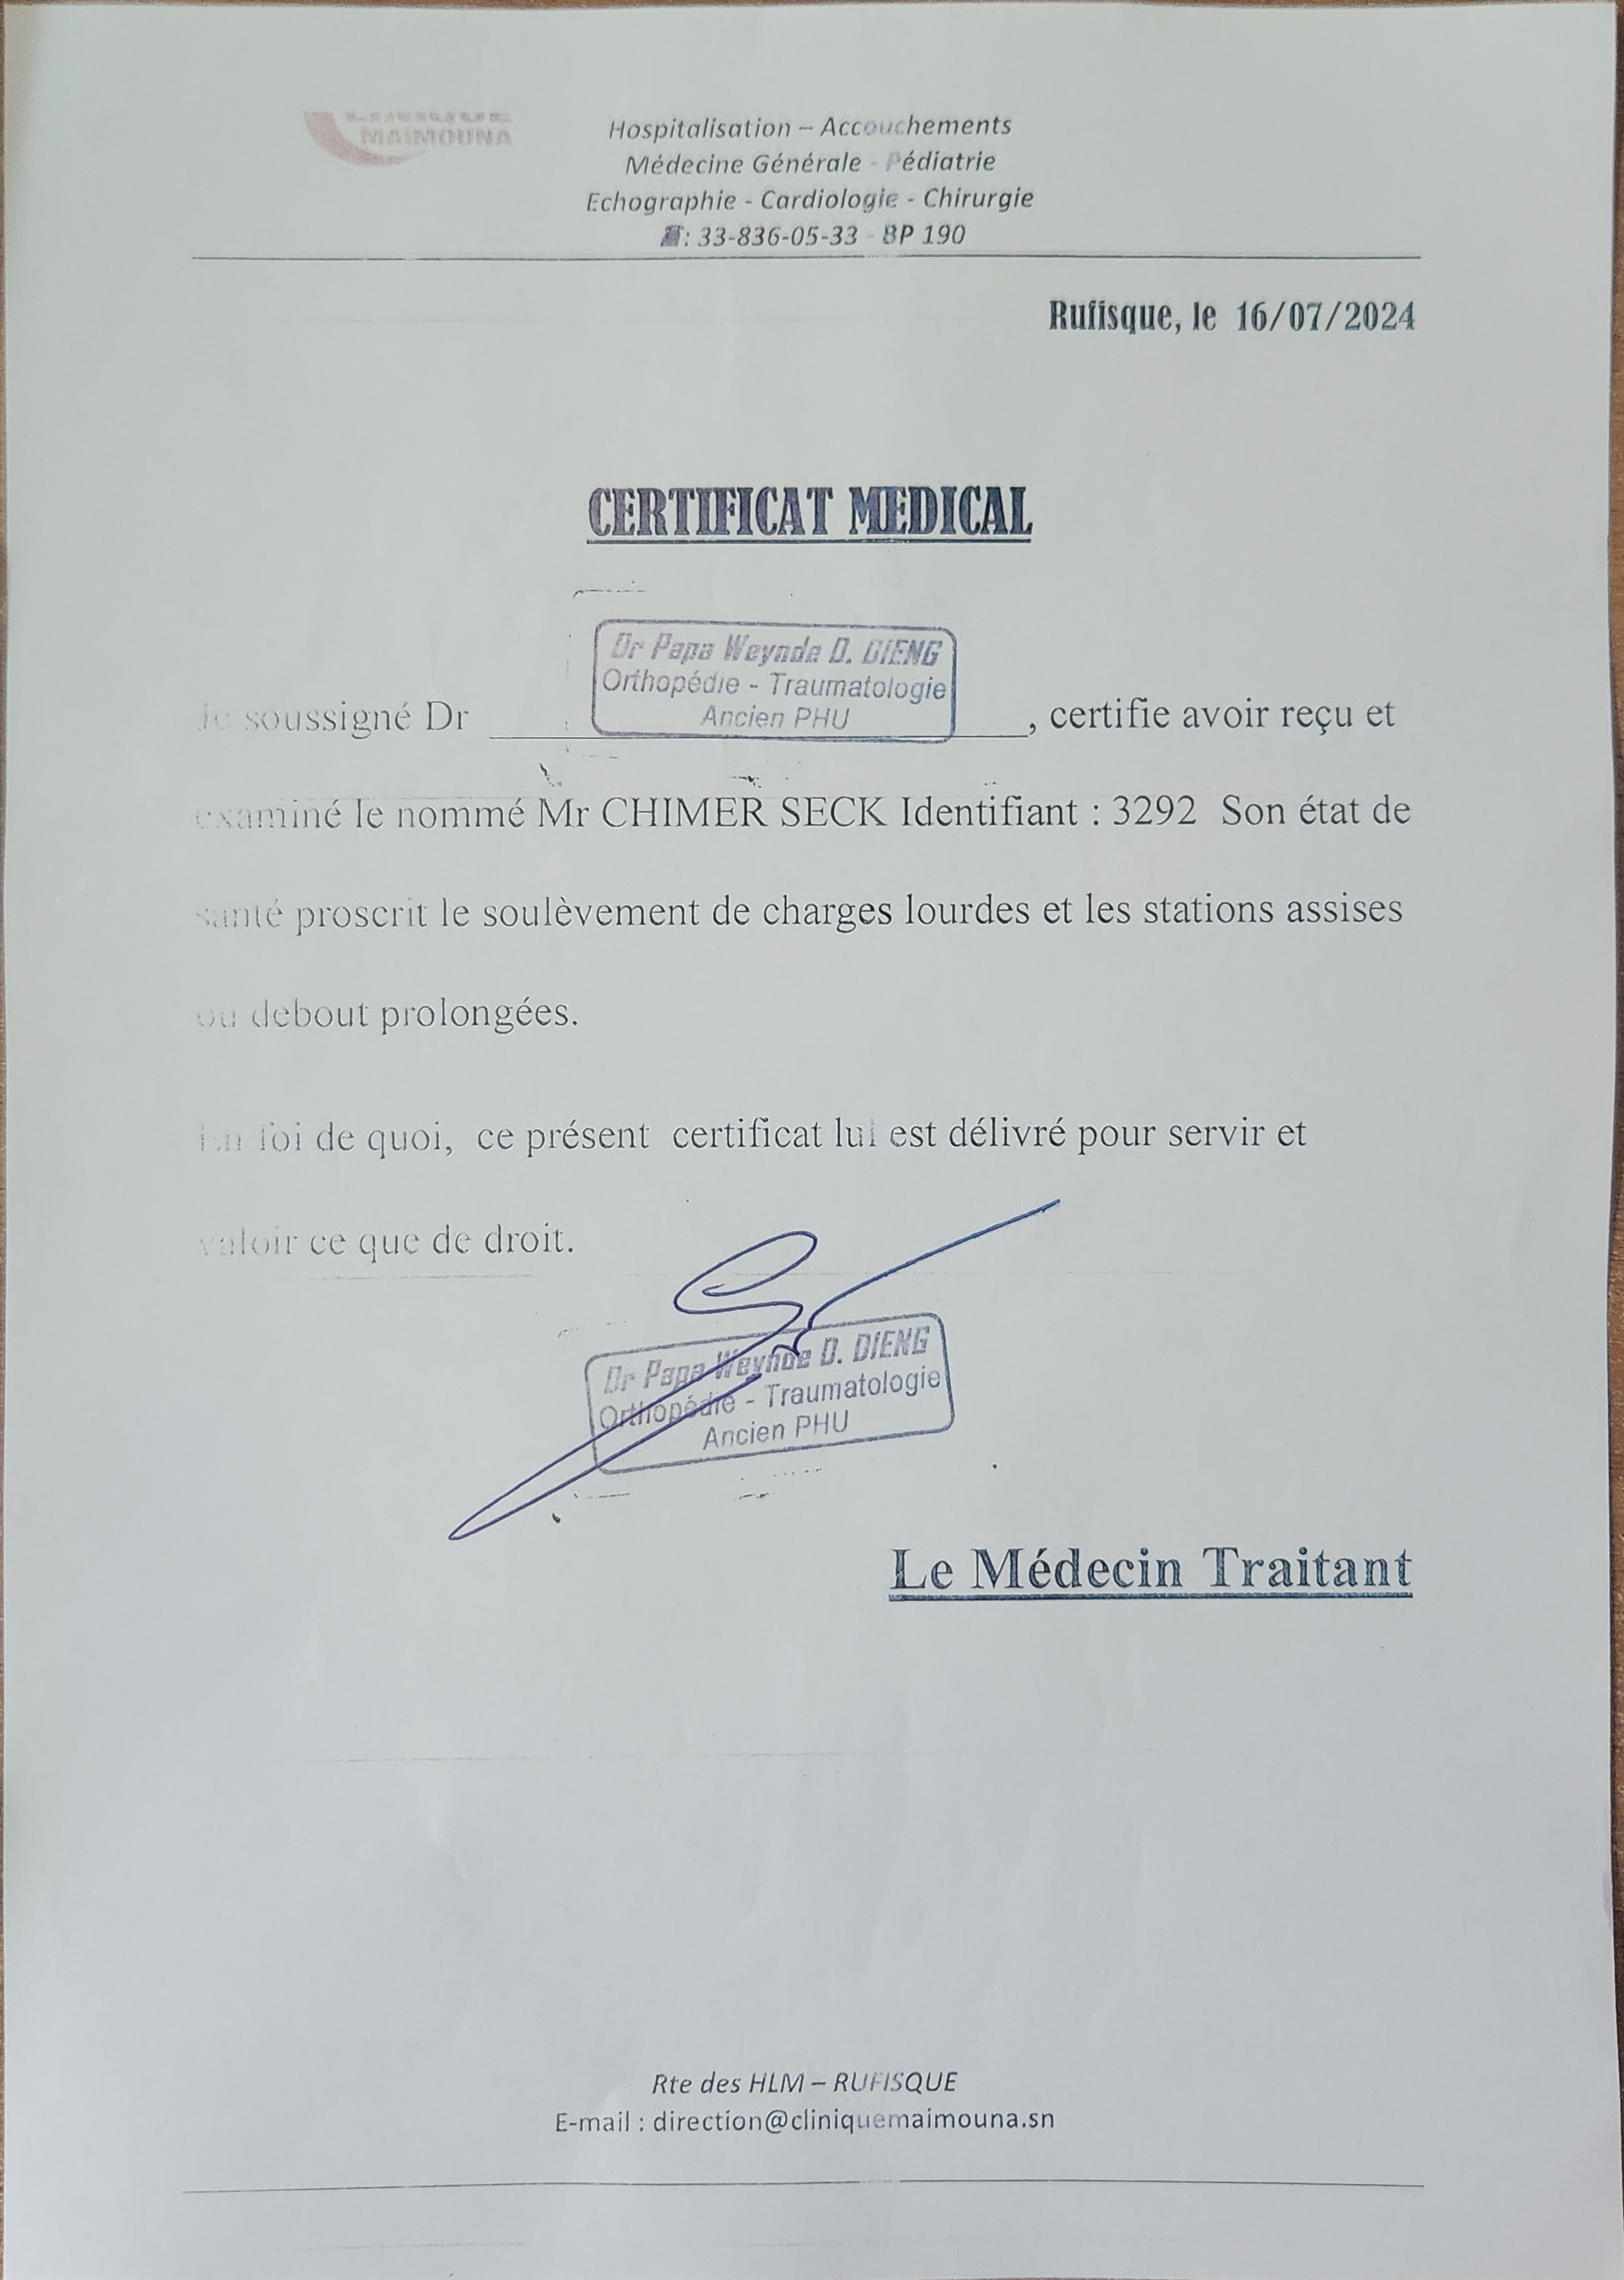 MAIMOUNA
Hospitalisation – Accouchements
Médecine Générale - Pédiatrie
Echographie - Cardiologie - Chirurgie
☎: 33-836-05-33 - BP 190
Rufisque, le 16/07/2024
CERTIFICAT MEDICAL
Dr Papa Weynde D. DIENG
Orthopédie - Traumatologie
Ancien PHU
Je soussigné Dr ______________________, certifie avoir reçu et
examiné le nommé Mr CHIMER SECK Identifiant : 3292 Son état de
santé proscrit le soulèvement de charges lourdes et les stations assises
ou debout prolongées.
En foi de quoi, ce présent certificat lui est délivré pour servir et
valoir ce que de droit.
Dr Papa Weynde D. DIENG
Orthopédie - Traumatologie
Ancien PHU
Le Médecin Traitant
Rte des HLM – RUFISQUE
E-mail : direction@cliniquemaimouna.sn